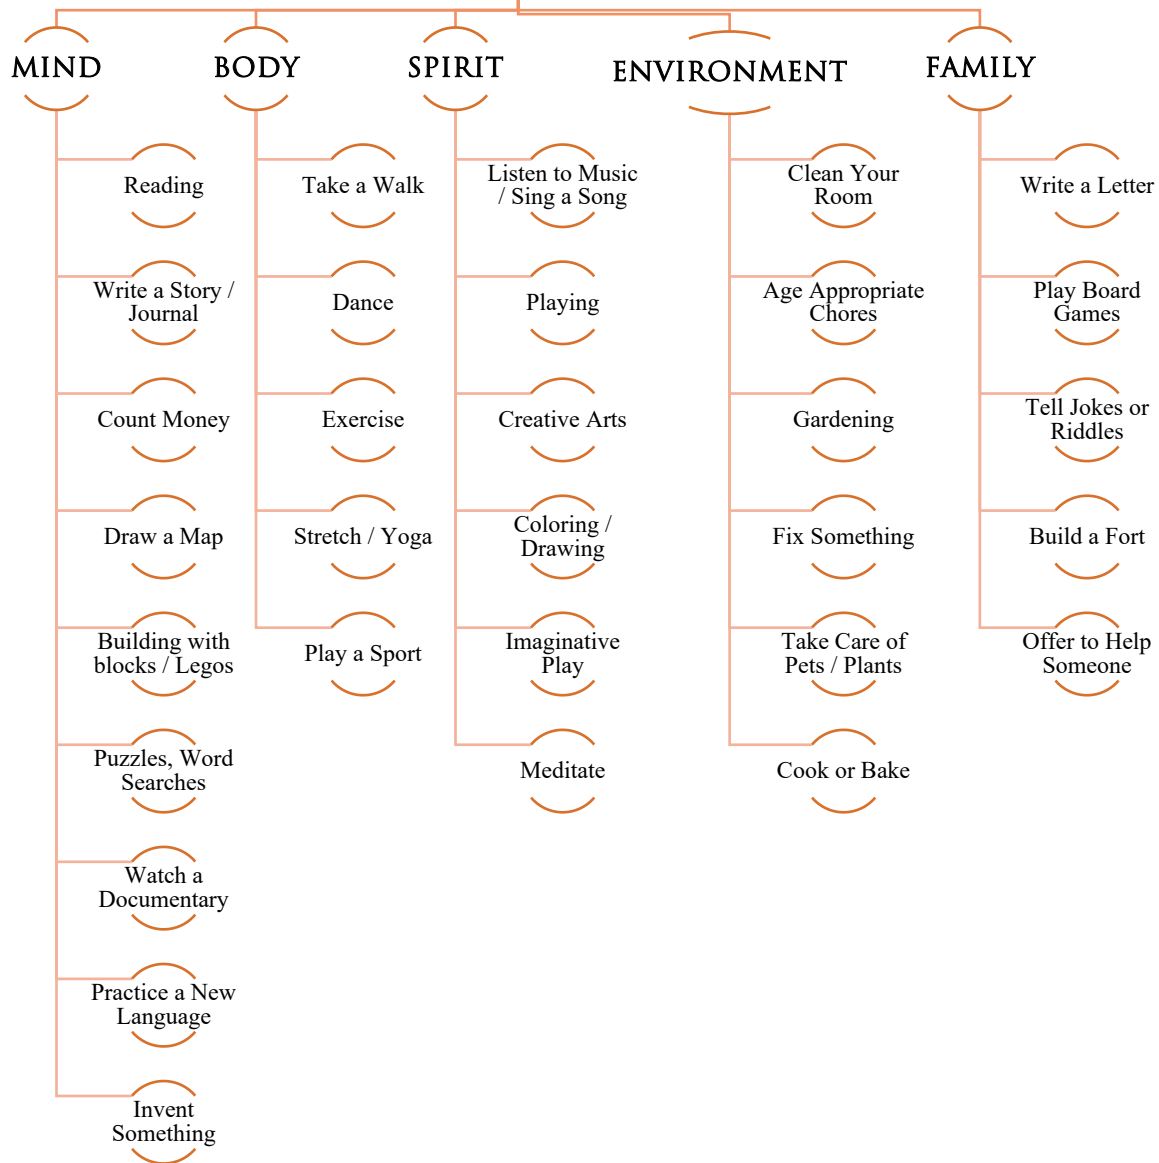 MIND
Reading
Write a Story /
Journal
Count Money
Draw a Map
Building with
blocks / Legos
Puzzles, Word
Searches
Watch a
Documentary
Practice a New
Language
Invent
Something
BODY
Take a Walk
Dance
Exercise
Stretch / Yoga
Play a Sport
SPIRIT
Listen to Music
/ Sing a Song
Playing
Creative Arts
Coloring /
Drawing
Imaginative
Play
Meditate
ENVIRONMENT
Clean Your
Room
Age Appropriate
Chores
Gardening
Fix Something
Take Care of
Pets / Plants
Cook or Bake
FAMILY
Write a Letter
Play Board
Games
Tell Jokes or
Riddles
Build a Fort
Offer to Help
Someone